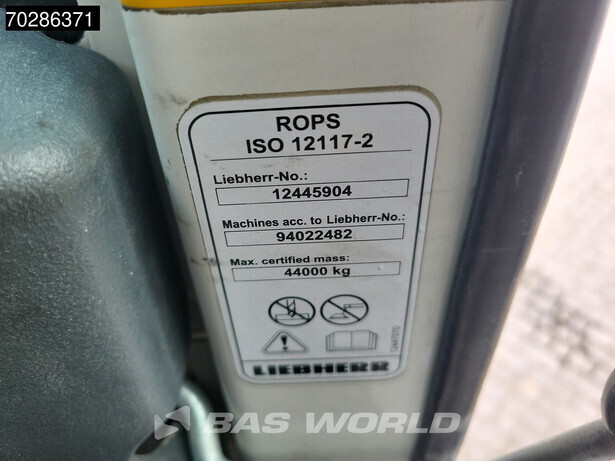 70286371
ROPS
ISO 12117-2
Liebherr-No.:
12445904
Machines acc. to Liebherr-No.:
94022482
Max. certified mass:
44000 kg
LIEBHERR
BAS WORLD